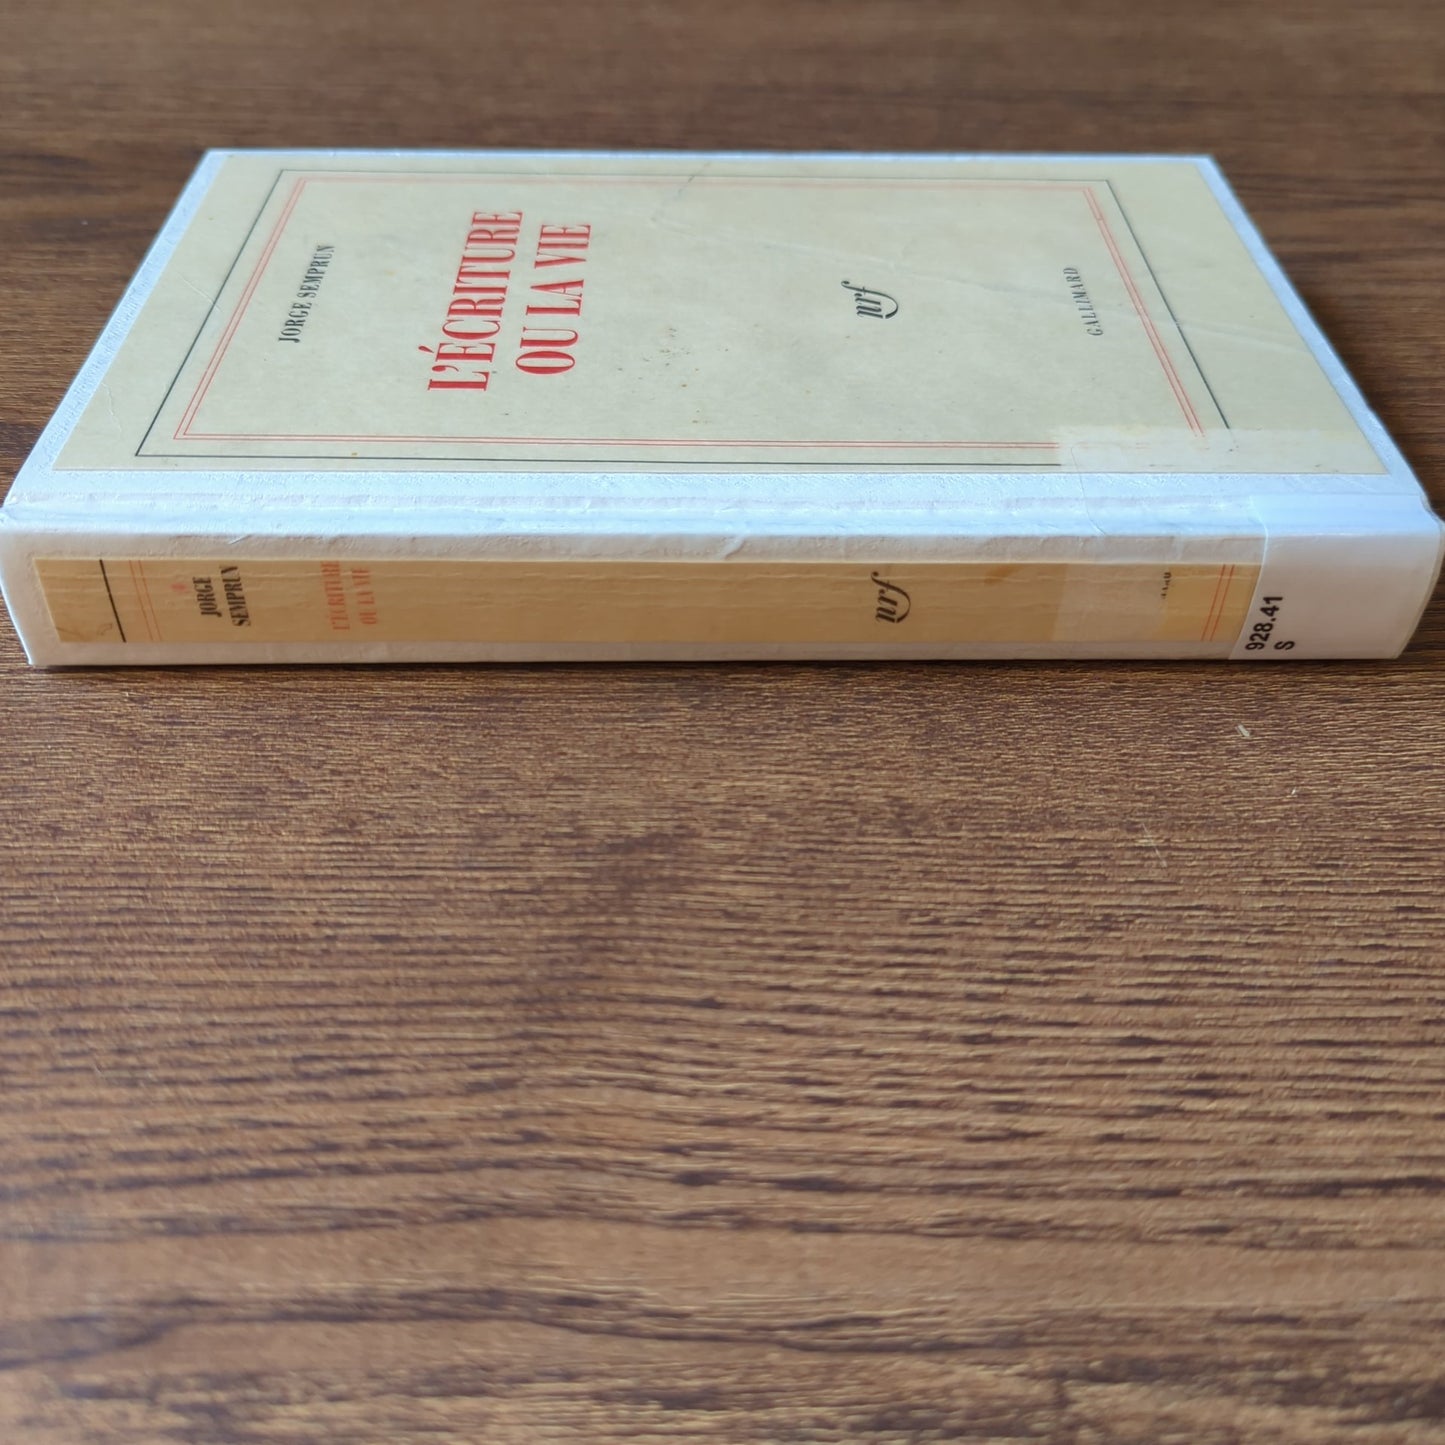 JORGE SEMPRUN
L'ÉCRITURE
OU LA VIE
nrf
GALLIMARD
JORGE
SEMPRUN
L'ÉCRITURE
OU LA VIE
nrf
928.41
S